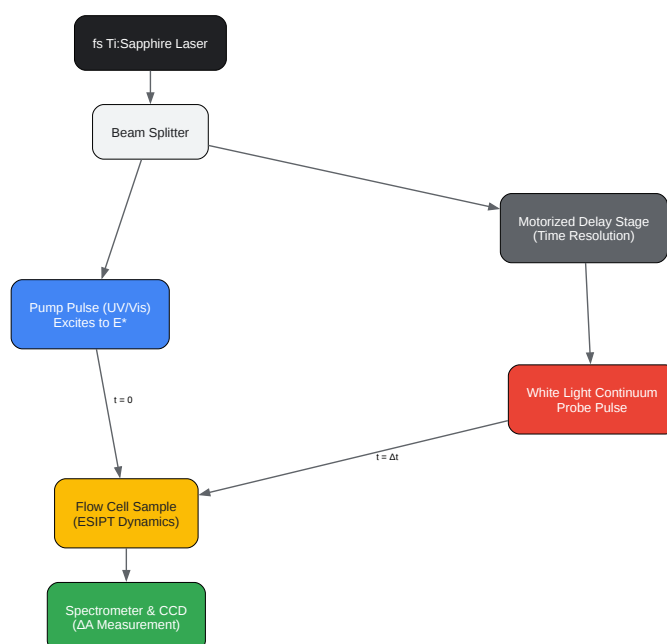 fs Ti:Sapphire Laser
Beam Splitter
Motorized Delay Stage
(Time Resolution)
Pump Pulse (UV/Vis)
Excites to E*
White Light Continuum
Probe Pulse
t = 0
t = Δt
Flow Cell Sample
(ESIPT Dynamics)
Spectrometer & CCD
(ΔA Measurement)